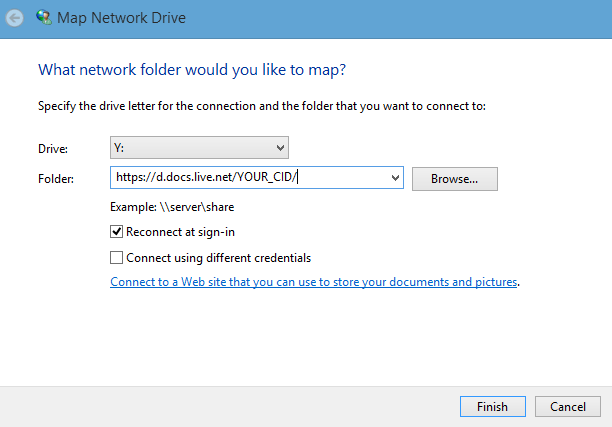 Map Network Drive
What network folder would you like to map?
Specify the drive letter for the connection and the folder that you want to connect to:
Drive: Y:
Folder: https://d.docs.live.net/YOUR_CID/ Browse...
Example: \\server\share
Reconnect at sign-in
Connect using different credentials
Connect to a Web site that you can use to store your documents and pictures.
Finish Cancel